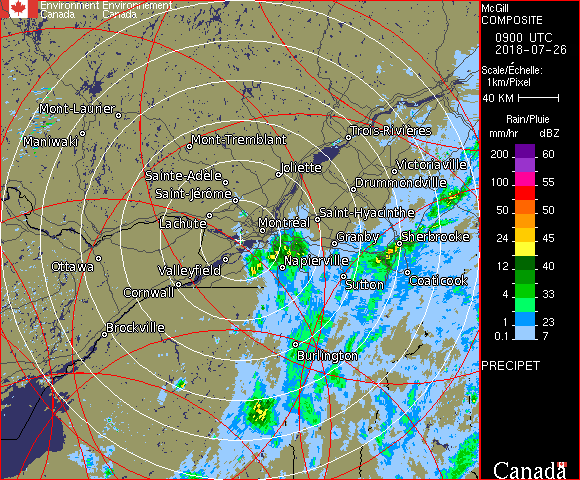 Environment Environnement
Canada Canada
McGill
COMPOSITE
0900 UTC
2018-07-26
Scale/Échelle:
1km/Pixel
40 KM
Rain/Pluie
mm/hr dBZ
200 60
100 55
50 50
24 45
12 40
4 33
1 23
0.1 7
PRECIPET
Canada
Mont-Laurier
Maniwaki
Mont-Tremblant
Trois-Rivières
Joliette
Victoriaville
Sainte-Adèle
Drummondville
Saint-Jérôme
Lachute
Saint-Hyacinthe
Montréal
Granby
Sherbrooke
Ottawa
Valleyfield
Napierville
Sutton
Coaticook
Cornwall
Brockville
Burlington